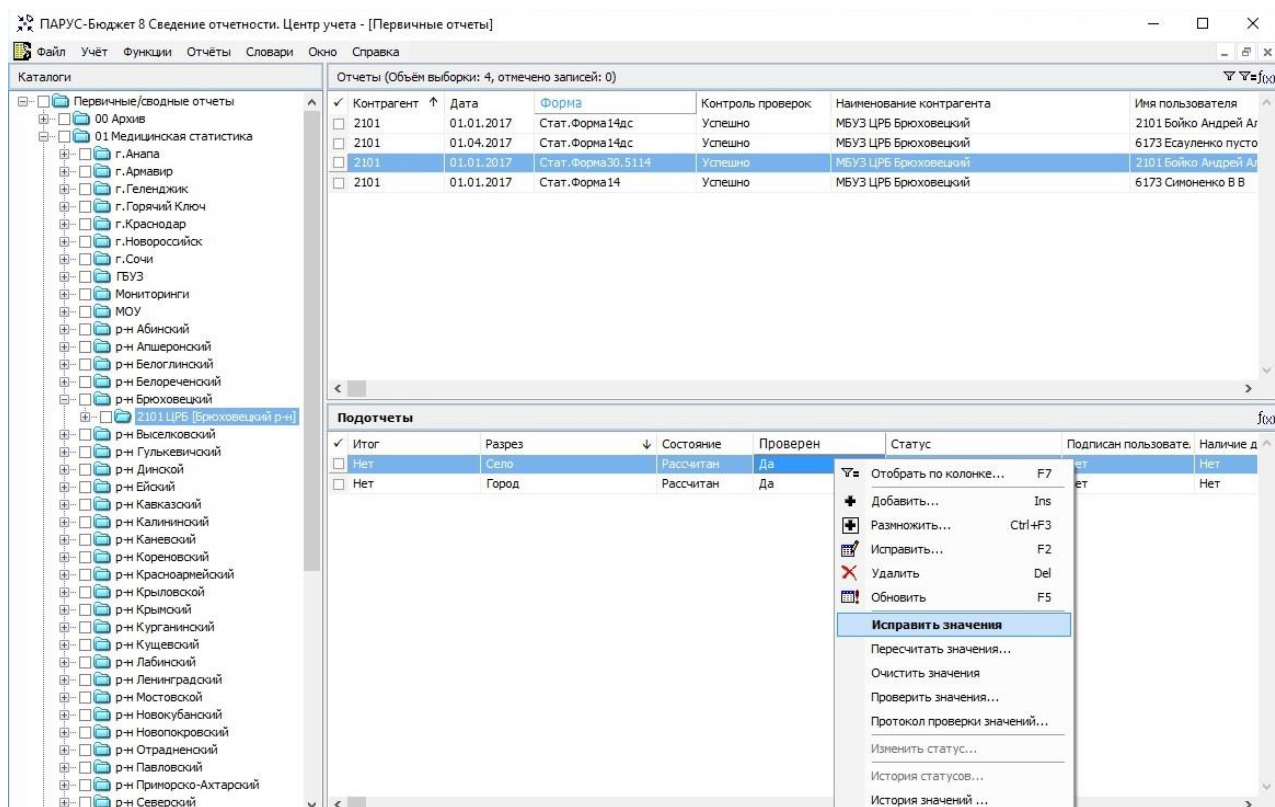 ПАРУС-Бюджет 8 Сведение отчетности. Центр учета - [Первичные отчеты]
Файл Учёт Функции Отчёты Словари Окно Справка
Каталоги
Первичные/сводные отчеты
00 Архив
01 Медицинская статистика
г.Анапа
г.Армавир
г.Геленджик
г.Горячий Ключ
г.Краснодар
г.Новороссийск
г.Сочи
ГБУЗ
Мониторинги
МОУ
р-н Абинский
р-н Апшеронский
р-н Белоглинский
р-н Белореченский
р-н Брюховецкий
2101 ЦРБ [Брюховецкий р-н]
р-н Выселковский
р-н Гулькевичский
р-н Динской
р-н Ейский
р-н Кавказский
р-н Калининский
р-н Каневский
р-н Кореновский
р-н Красноармейский
р-н Крыловской
р-н Крымский
р-н Курганинский
р-н Кущевский
р-н Лабинский
р-н Ленинградский
р-н Мостовской
р-н Новокубанский
р-н Новопокровский
р-н Отрадненский
р-н Павловский
р-н Приморско-Ахтарский
р-н Северский
Отчеты (Объём выборки: 4, отмечено записей: 0)
Контрагент Дата Форма Контроль проверок Наименование контрагента Имя пользователя
2101 01.01.2017 Стат.Форма14дс Успешно МБУЗ ЦРБ Брюховецкий 2101 Бойко Андрей Ал
2101 01.04.2017 Стат.Форма14дс Успешно МБУЗ ЦРБ Брюховецкий 6173 Есауленко пусто
2101 01.01.2017 Стат.Форма30.5114 Успешно МБУЗ ЦРБ Брюховецкий 2101 Бойко Андрей Ал
2101 01.01.2017 Стат.Форма14 Успешно МБУЗ ЦРБ Брюховецкий 6173 Симоненко В В
Подотчеты f(x)
Итог Разрез Состояние Проверен Статус Подписан пользовате. Наличие д
Нет Село Рассчитан Да Нет Нет
Нет Город Рассчитан Да Нет Нет
Отобрать по колонке... F7
Добавить... Ins
Размножить... Ctrl+F3
Исправить... F2
Удалить Del
Обновить F5
Исправить значения
Пересчитать значения...
Очистить значения
Проверить значения...
Протокол проверки значений...
Изменить статус...
История статусов...
История значений ...